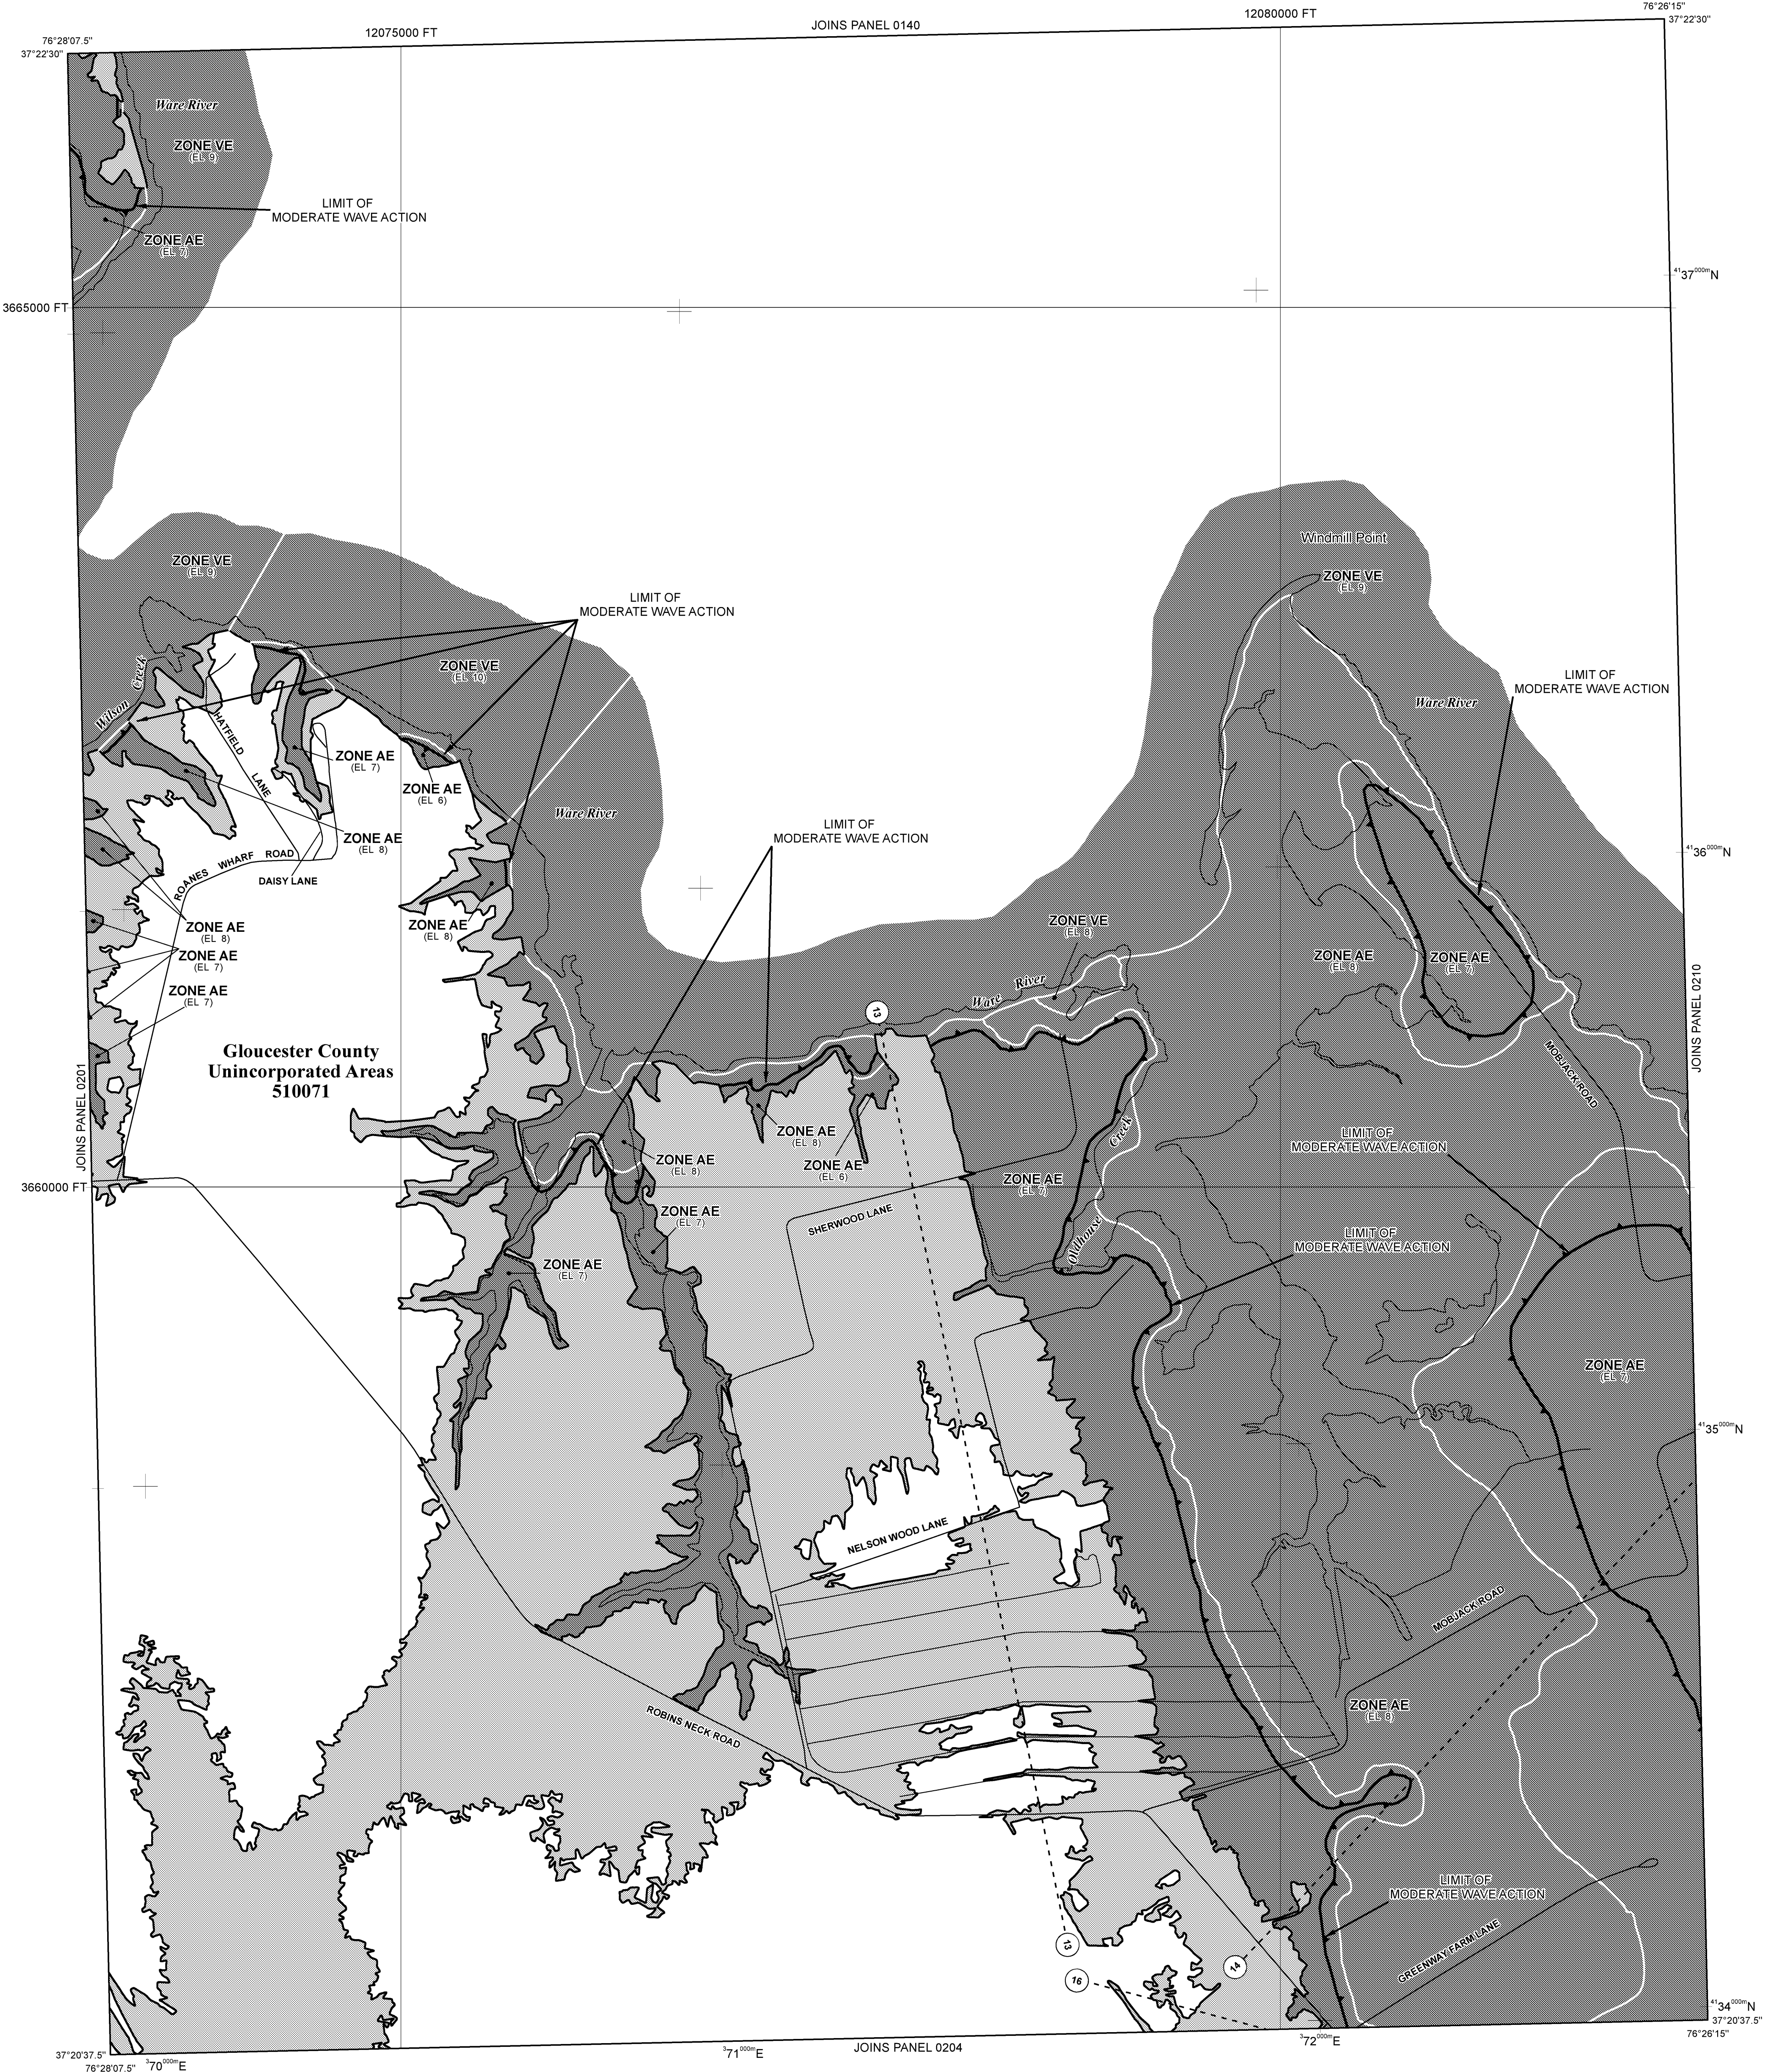 76°28'07.5"
37°22'30"
12075000 FT
JOINS PANEL 0140
12080000 FT
76°26'15"
37°22'30"
Ware River
ZONE VE
(EL 9)
LIMIT OF
MODERATE WAVE ACTION
ZONE AE
(EL 7)
4137000mN
3665000 FT
ZONE VE
(EL 9)
Windmill Point
ZONE VE
(EL 9)
LIMIT OF
MODERATE WAVE ACTION
ZONE VE
(EL 10)
LIMIT OF
MODERATE WAVE ACTION
Ware River
Wilson Creek
HATFIELD LANE
ZONE AE
(EL 7)
ZONE AE
(EL 6)
Ware River
LIMIT OF
MODERATE WAVE ACTION
ZONE AE
(EL 8)
4136000mN
ROANES WHARF ROAD
DAISY LANE
ZONE AE
(EL 8)
ZONE AE
(EL 8)
ZONE AE
(EL 7)
ZONE AE
(EL 7)
ZONE VE
(EL 8)
ZONE AE
(EL 8)
ZONE AE
(EL 7)
Ware River
13
JOINS PANEL 0210
Gloucester County
Unincorporated Areas
510071
JOINS PANEL 0201
MOBJACK ROAD
ZONE AE
(EL 8)
ZONE AE
(EL 6)
ZONE AE
(EL 8)
LIMIT OF
MODERATE WAVE ACTION
Oldhouse Creek
ZONE AE
(EL 7)
3660000 FT
ZONE AE
(EL 7)
SHERWOOD LANE
LIMIT OF
MODERATE WAVE ACTION
ZONE AE
(EL 7)
ZONE AE
(EL 7)
4135000mN
NELSON WOOD LANE
MOBJACK ROAD
ZONE AE
(EL 8)
ROBINS NECK ROAD
LIMIT OF
MODERATE WAVE ACTION
GREENWAY FARM LANE
13
14
16
4134000mN
37°20'37.5"
76°26'15"
37°20'37.5"
76°28'07.5"
370000mE
371000mE
JOINS PANEL 0204
372000mE